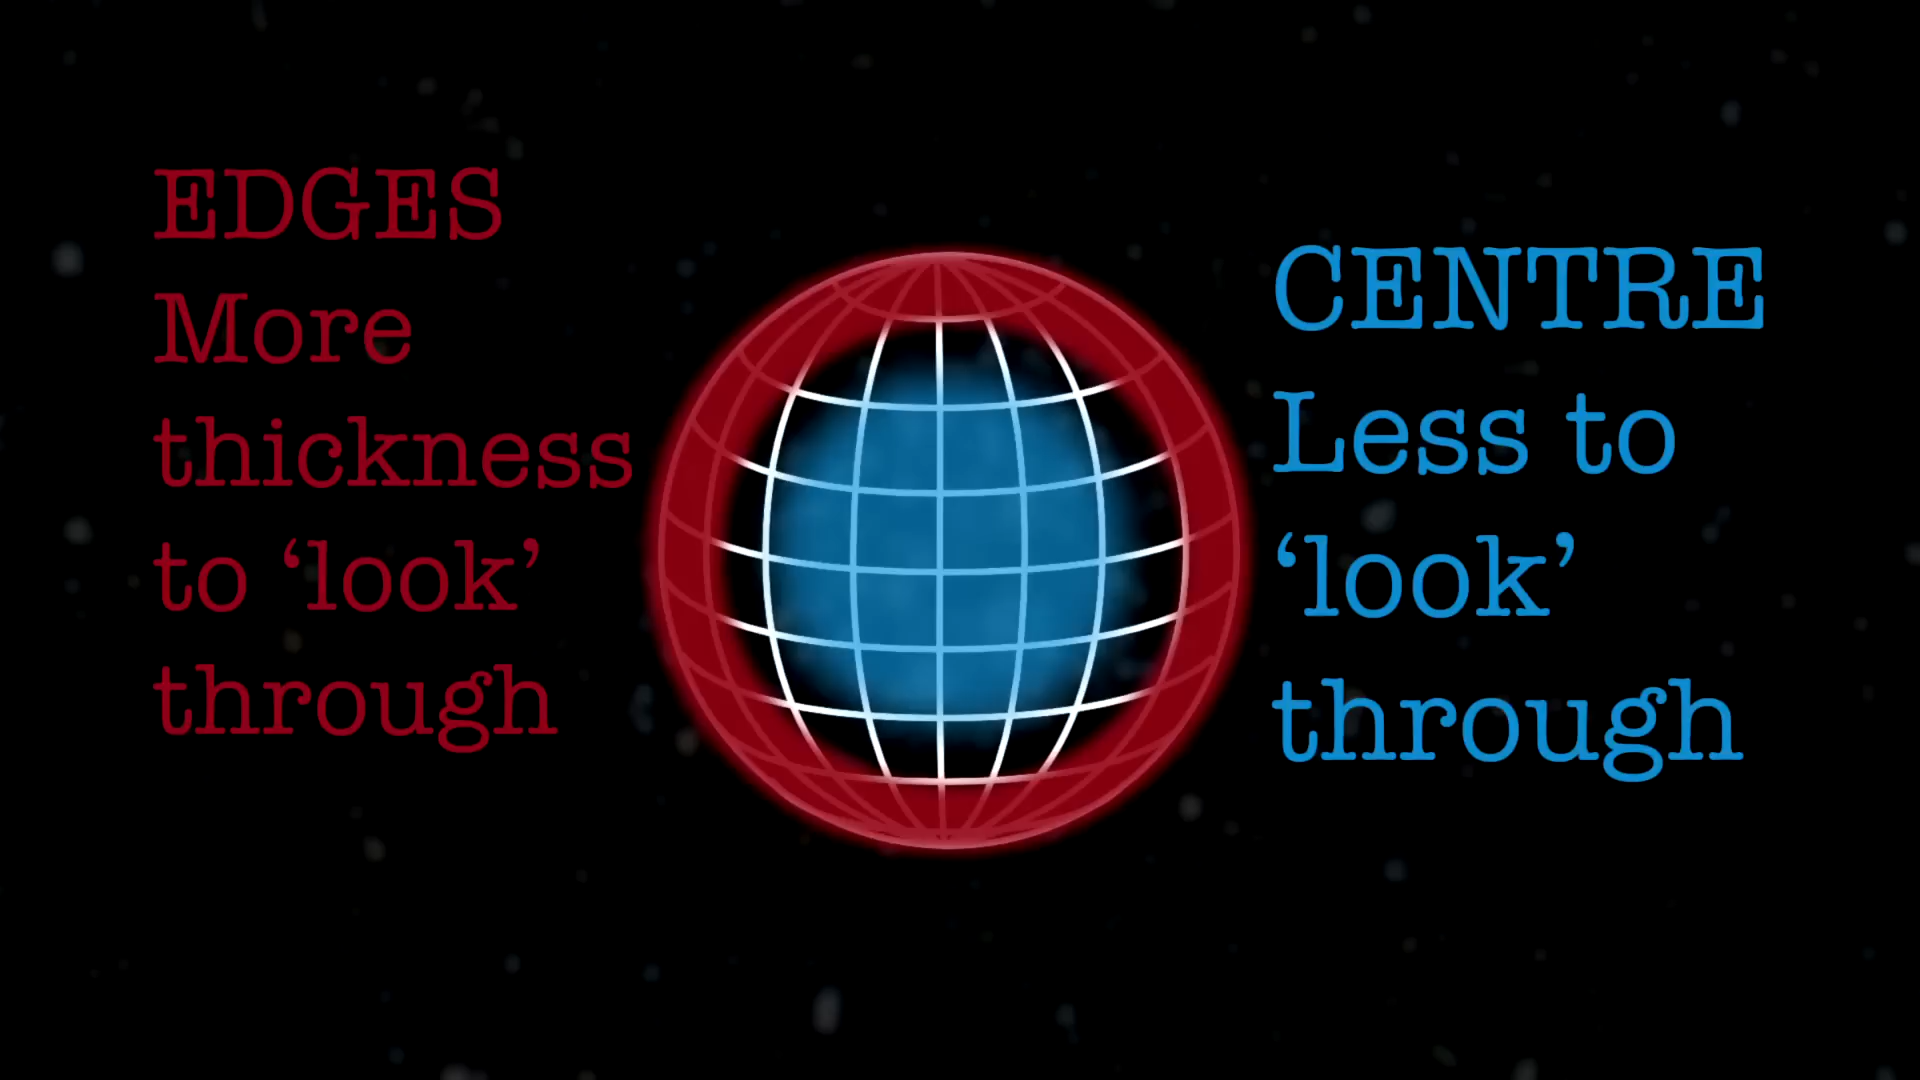 EDGES
More
thickness
to ‘look’
through
CENTRE
Less to
‘look’
through